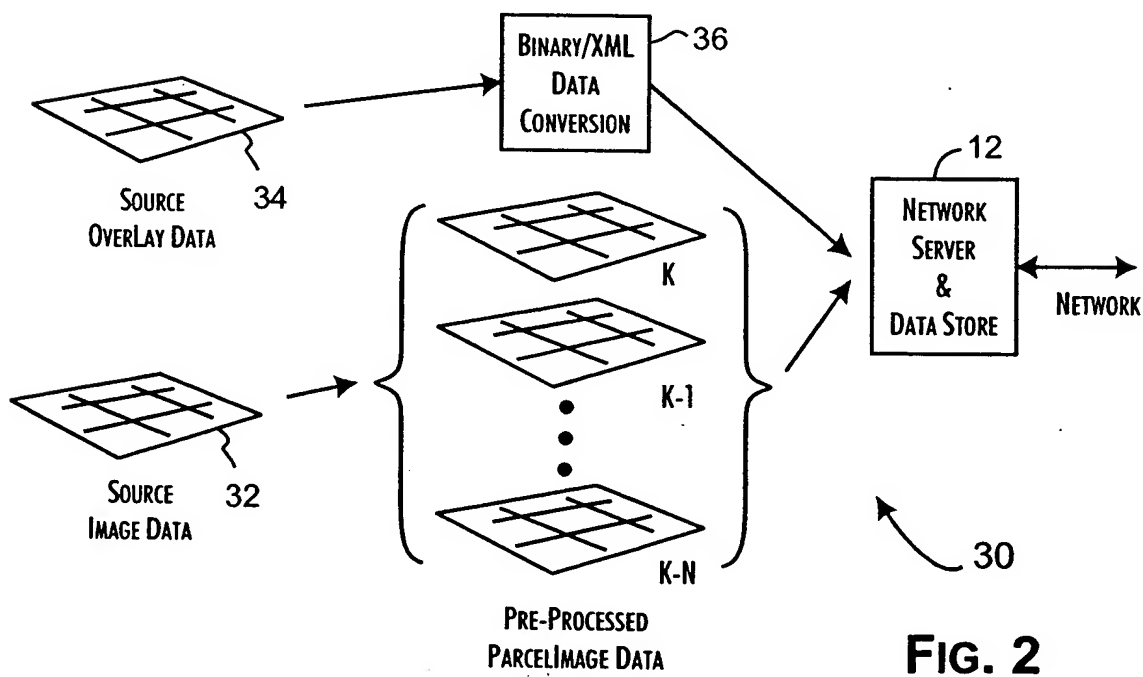 BINARY/XML
DATA
CONVERSION
36
34
SOURCE
OVERLAY DATA
12
NETWORK
SERVER
&
DATA STORE
NETWORK
K
K-1
K-N
32
SOURCE
IMAGE DATA
PRE-PROCESSED
PARCELIMAGE DATA
30
FIG. 2